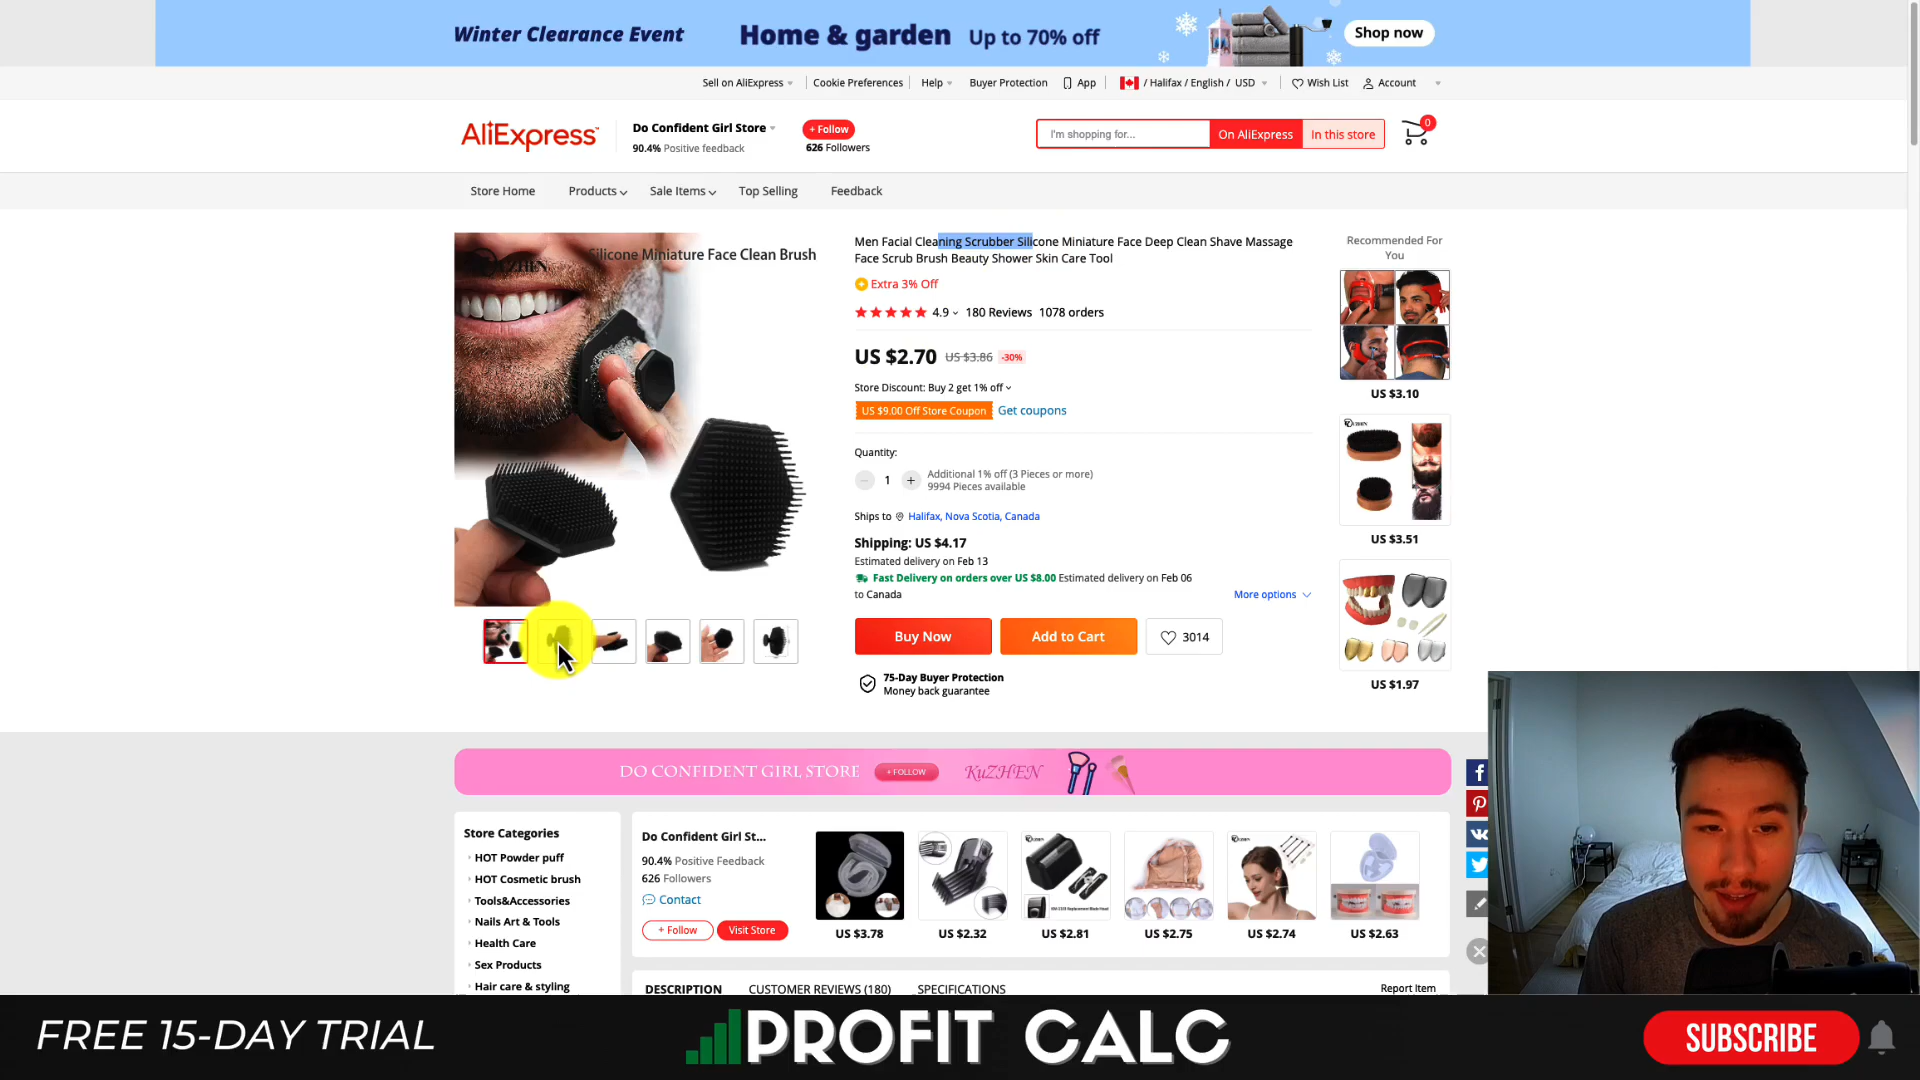 Winter Clearance Event
Home & garden Up to 70% off
Shop now
Sell on AliExpress
Cookie Preferences
Help
Buyer Protection
App
/ Halifax / English / USD
Wish List
Account
AliExpress
Do Confident Girl Store
90.4% Positive feedback
+ Follow
626 Followers
I'm shopping for...
On AliExpress
In this store
0
Store Home
Products
Sale Items
Top Selling
Feedback
Silicone Miniature Face Clean Brush
Men Facial Cleaning Scrubber Silicone Miniature Face Deep Clean Shave Massage
Face Scrub Brush Beauty Shower Skin Care Tool
Extra 3% Off
4.9 180 Reviews 1078 orders
US $2.70 US $3.86 -30%
Store Discount: Buy 2 get 1% off
US $9.00 Off Store Coupon Get coupons
Quantity:
1
Additional 1% off (3 Pieces or more)
9994 Pieces available
Ships to Halifax, Nova Scotia, Canada
Shipping: US $4.17
Estimated delivery on Feb 13
Fast Delivery on orders over US $8.00 Estimated delivery on Feb 06
to Canada
More options
Buy Now
Add to Cart
3014
75-Day Buyer Protection
Money back guarantee
Recommended For
You
US $3.10
US $3.51
US $1.97
DO CONFIDENT GIRL STORE
+ FOLLOW
KuZHEN
Store Categories
HOT Powder puff
HOT Cosmetic brush
Tools&Accessories
Nails Art & Tools
Health Care
Sex Products
Hair care & styling
Do Confident Girl St...
90.4% Positive Feedback
626 Followers
Contact
+ Follow
Visit Store
US $3.78
US $2.32
US $2.81
US $2.75
US $2.74
US $2.63
DESCRIPTION
CUSTOMER REVIEWS (180)
SPECIFICATIONS
Report Item
FREE 15-DAY TRIAL
PROFIT CALC
SUBSCRIBE